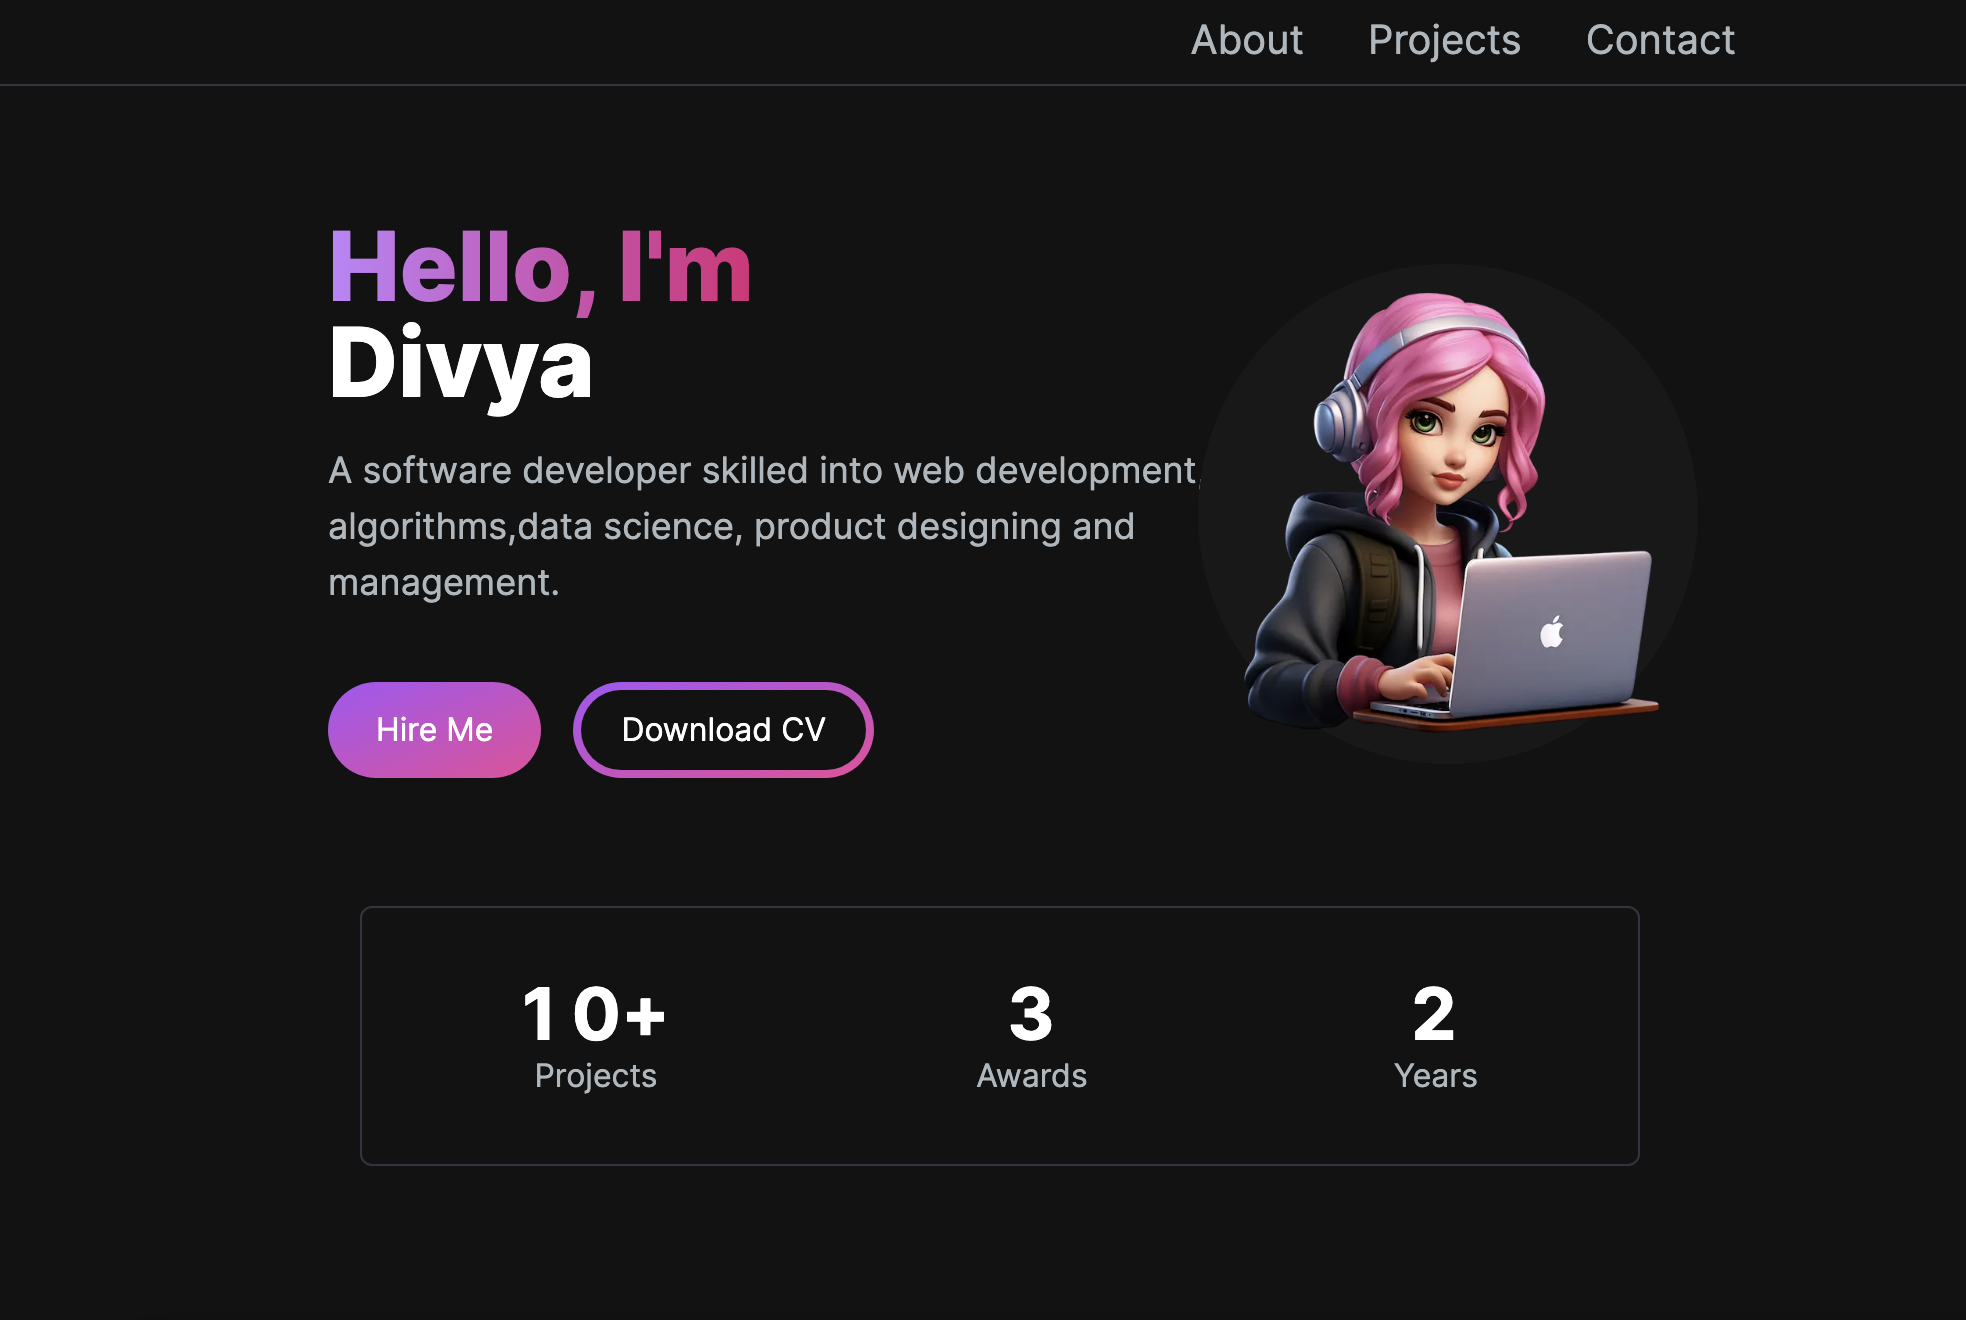 About Projects Contact
Hello, I'm
Divya
A software developer skilled into web development,
algorithms,data science, product designing and
management.
Hire Me Download CV
10+ 3 2
Projects Awards Years